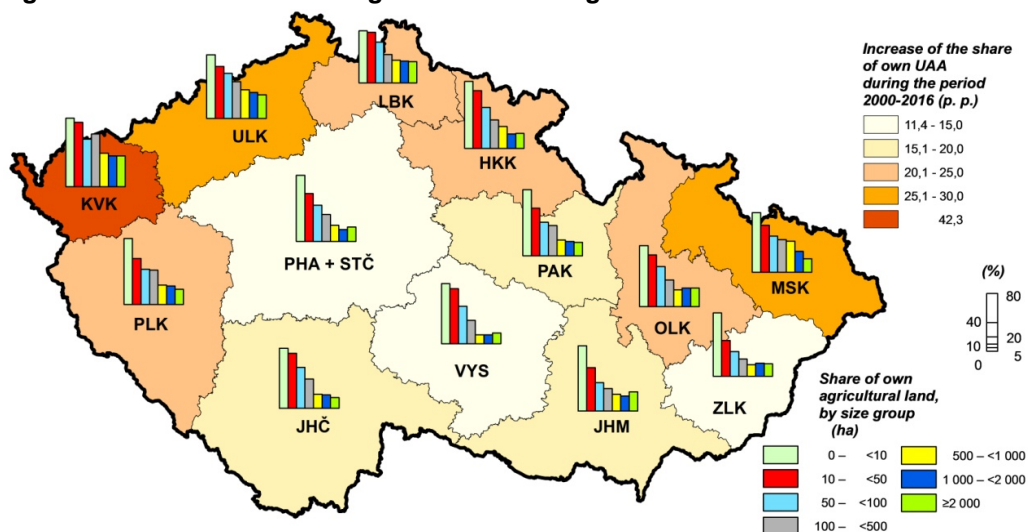 Increase of the share
of own UAA
during the period
2000-2016 (p. p.)
11,4 - 15,0
15,1 - 20,0
20,1 - 25,0
25,1 - 30,0
42,3
LBK
ULK
HKK
KVK
PHA + STČ
PAK
MSK
PLK
OLK
VYS
ZLK
JHČ
JHM
(%)
80
40
20
10
5
0
Share of own
agricultural land,
by size group
(ha)
0 – <10
10 – <50
50 – <100
100 – <500
500 – <1 000
1 000 – <2 000
≥2 000